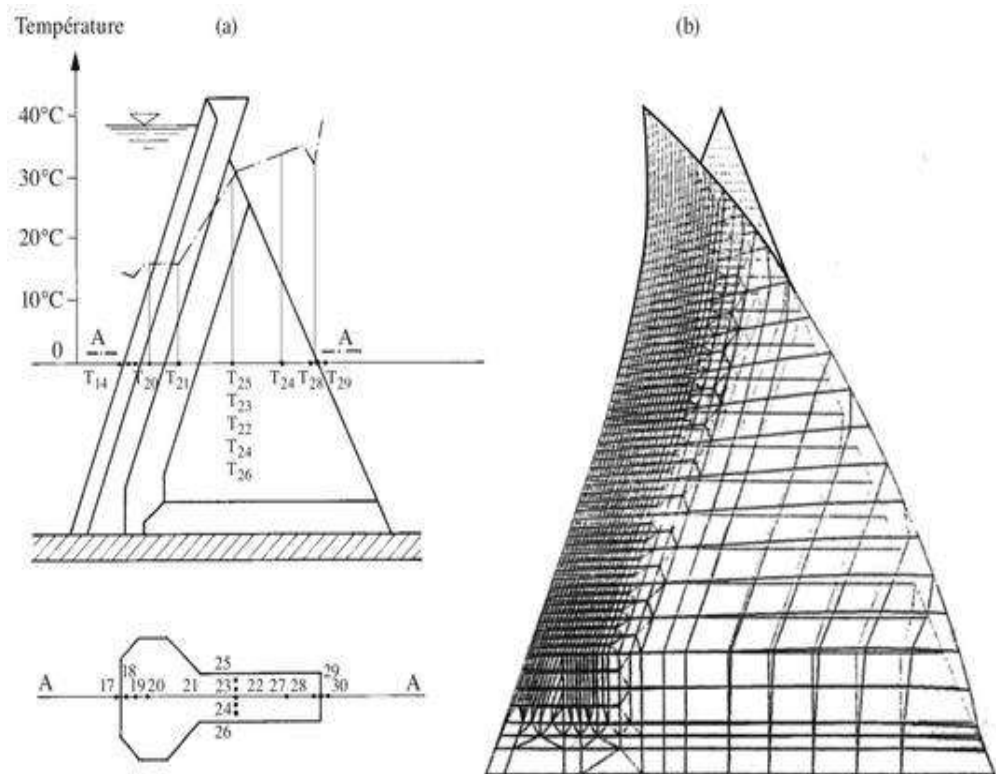 Température (a) (b)
40°C
30°C
20°C
10°C
A A
0
T14 T20 T21 T25 T24 T28 T29
T23
T22
T24
T26
25 29
18
A 17 19 20 21 23 22 27 28 30 A
24
26